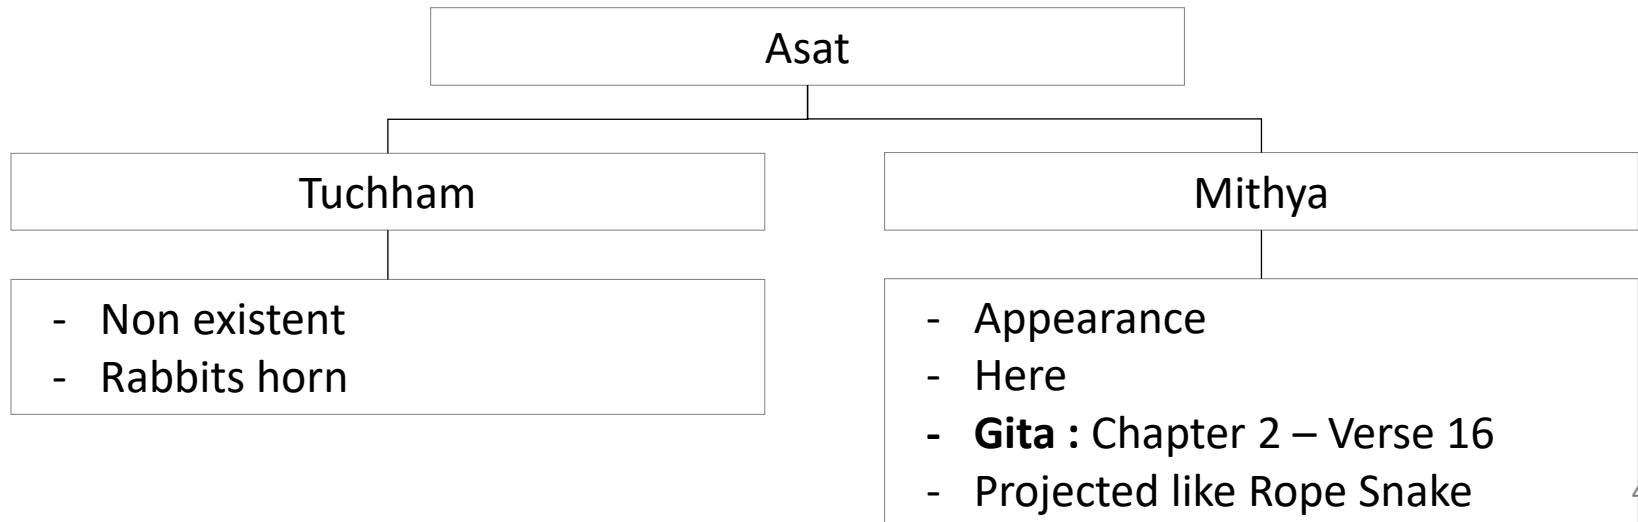 Asat
Tuchham
Mithya
- Non existent
- Rabbits horn
- Appearance
- Here
- Gita : Chapter 2 – Verse 16
- Projected like Rope Snake